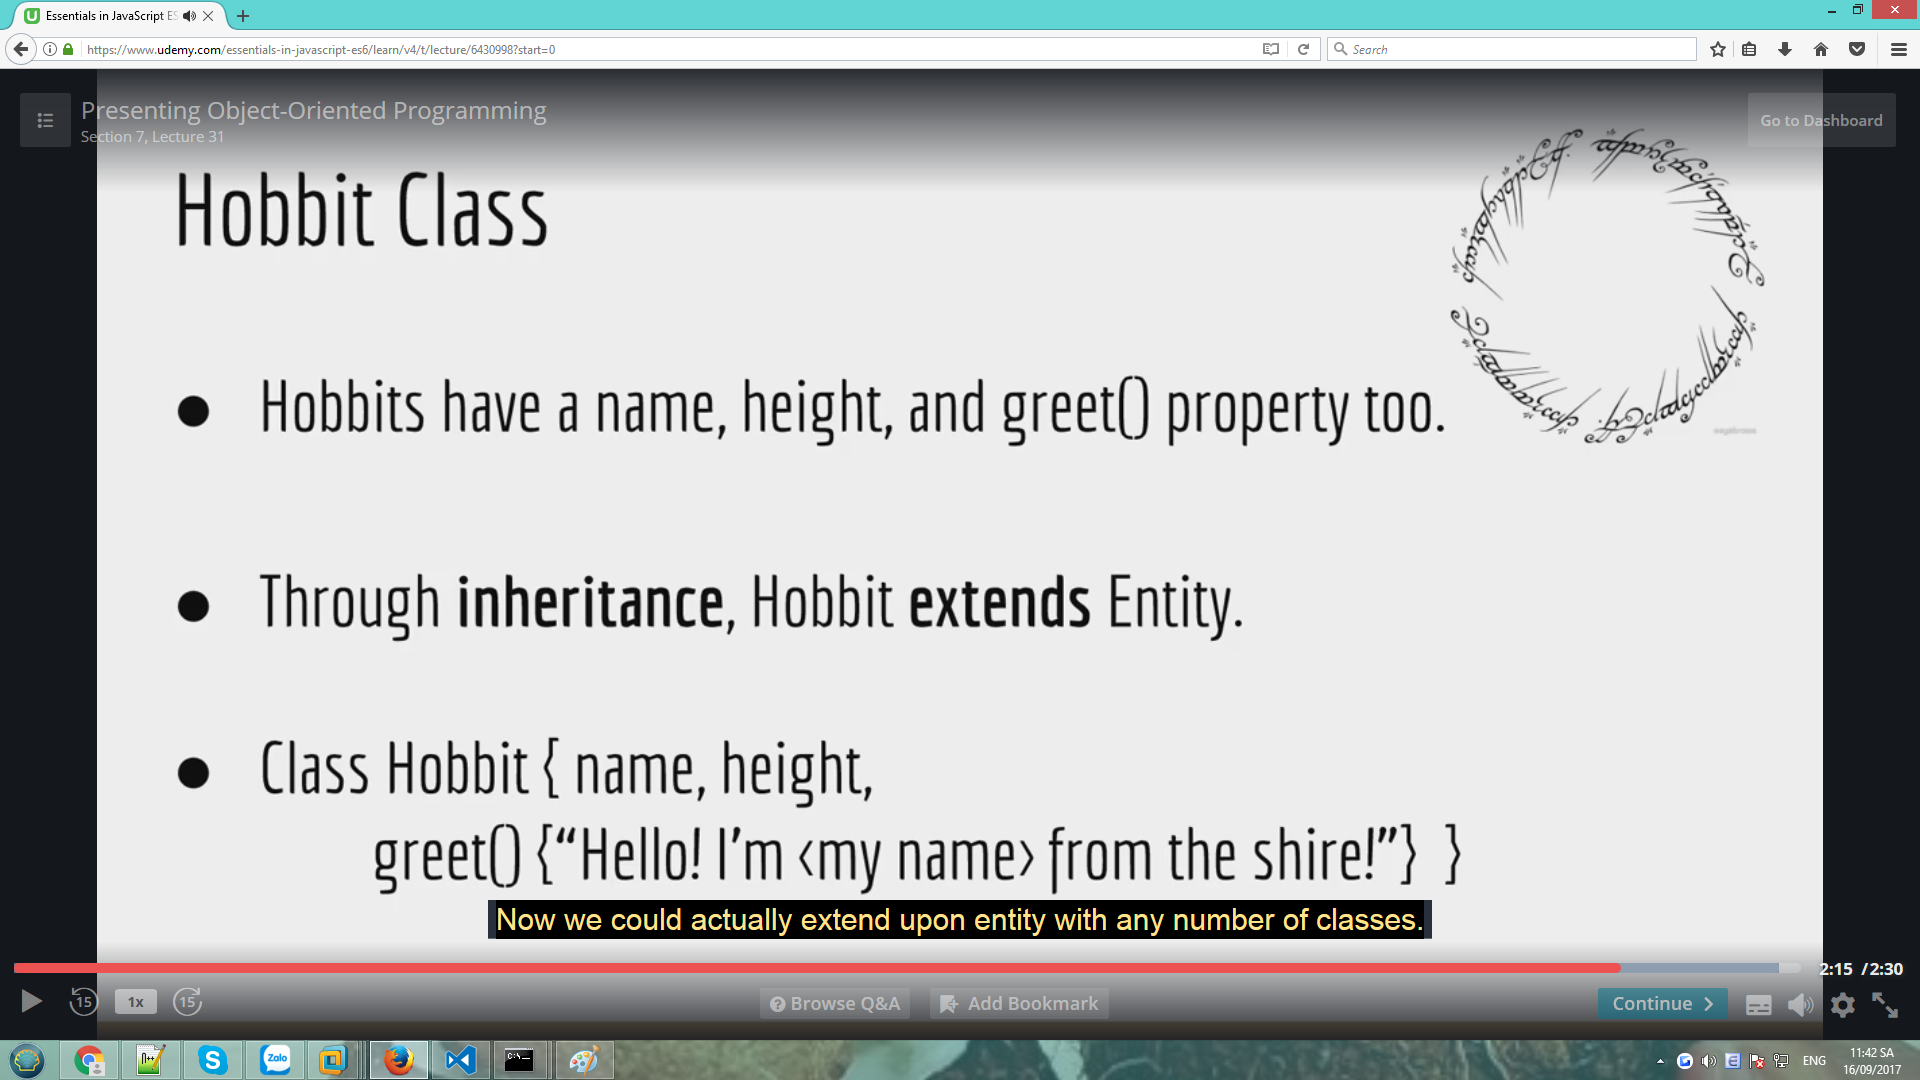 Essentials in JavaScript ES
https://www.udemy.com/essentials-in-javascript-es6/learn/v4/t/lecture/6430998?start=0
Search
Presenting Object-Oriented Programming
Section 7, Lecture 31
Go to Dashboard
Hobbit Class
● Hobbits have a name, height, and greet() property too.
● Through inheritance, Hobbit extends Entity.
● Class Hobbit { name, height,
greet() {“Hello! I’m <my name> from the shire!”} }
Now we could actually extend upon entity with any number of classes.
2:15 / 2:30
15
1x
15
Browse Q&A
Add Bookmark
Continue
Zalo
ENG
11:42 SA
16/09/2017